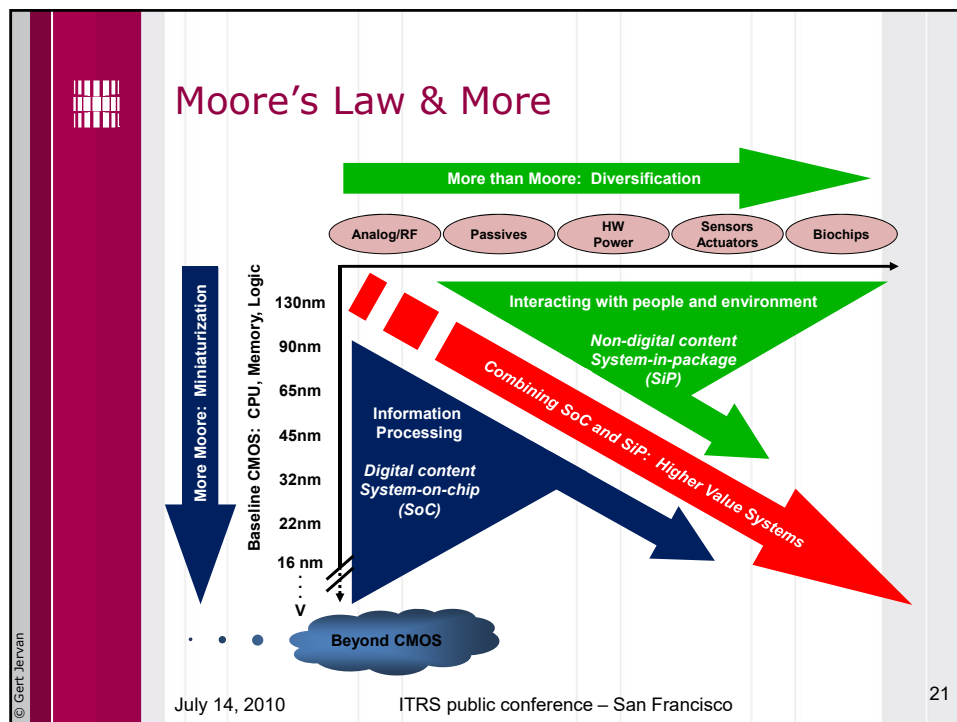 Moore’s Law & More
More than Moore: Diversification
Analog/RF
Passives
HW
Power
Sensors
Actuators
Biochips
More Moore: Miniaturization
Baseline CMOS: CPU, Memory, Logic
130nm
90nm
65nm
45nm
32nm
22nm
16 nm
V
Interacting with people and environment
Non-digital content
System-in-package
(SiP)
Combining SoC and SiP: Higher Value Systems
Information
Processing
Digital content
System-on-chip
(SoC)
Beyond CMOS
© Gert Jervan
July 14, 2010
ITRS public conference – San Francisco
21